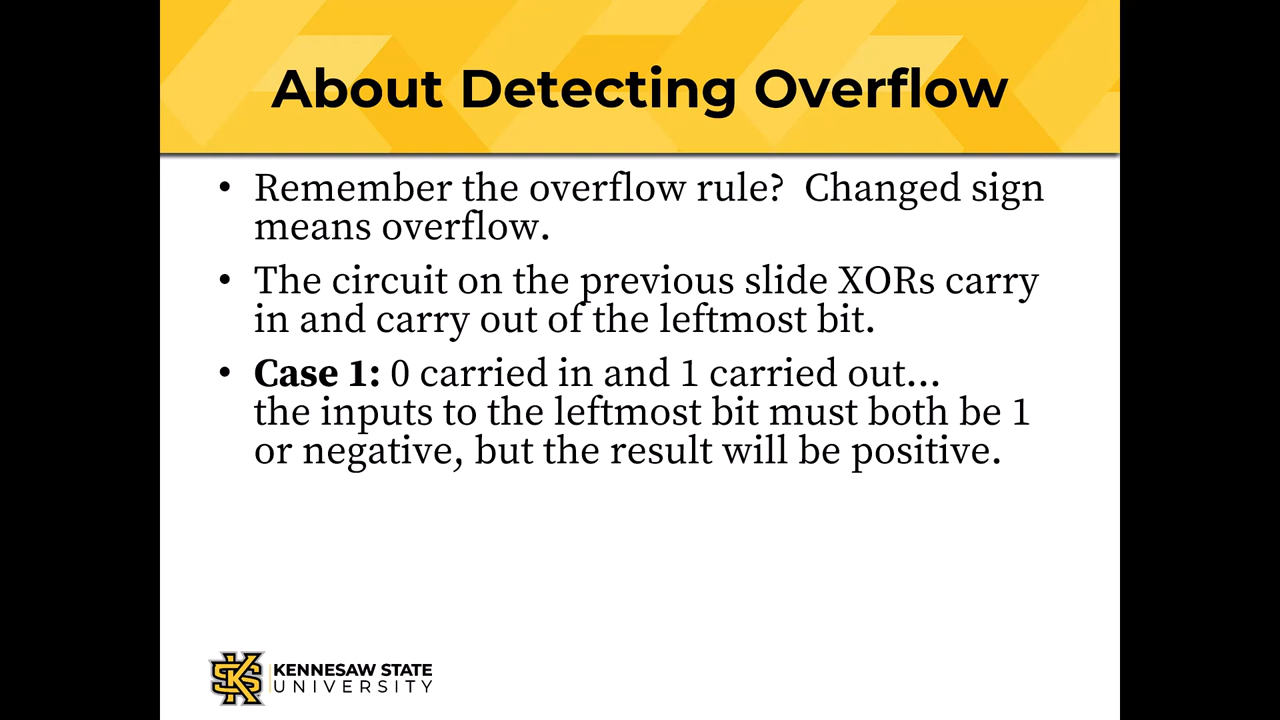 About Detecting Overflow
• Remember the overflow rule?  Changed sign
means overflow.
• The circuit on the previous slide XORs carry
in and carry out of the leftmost bit.
• Case 1: 0 carried in and 1 carried out...
the inputs to the leftmost bit must both be 1
or negative, but the result will be positive.
KENNESAW STATE
UNIVERSITY